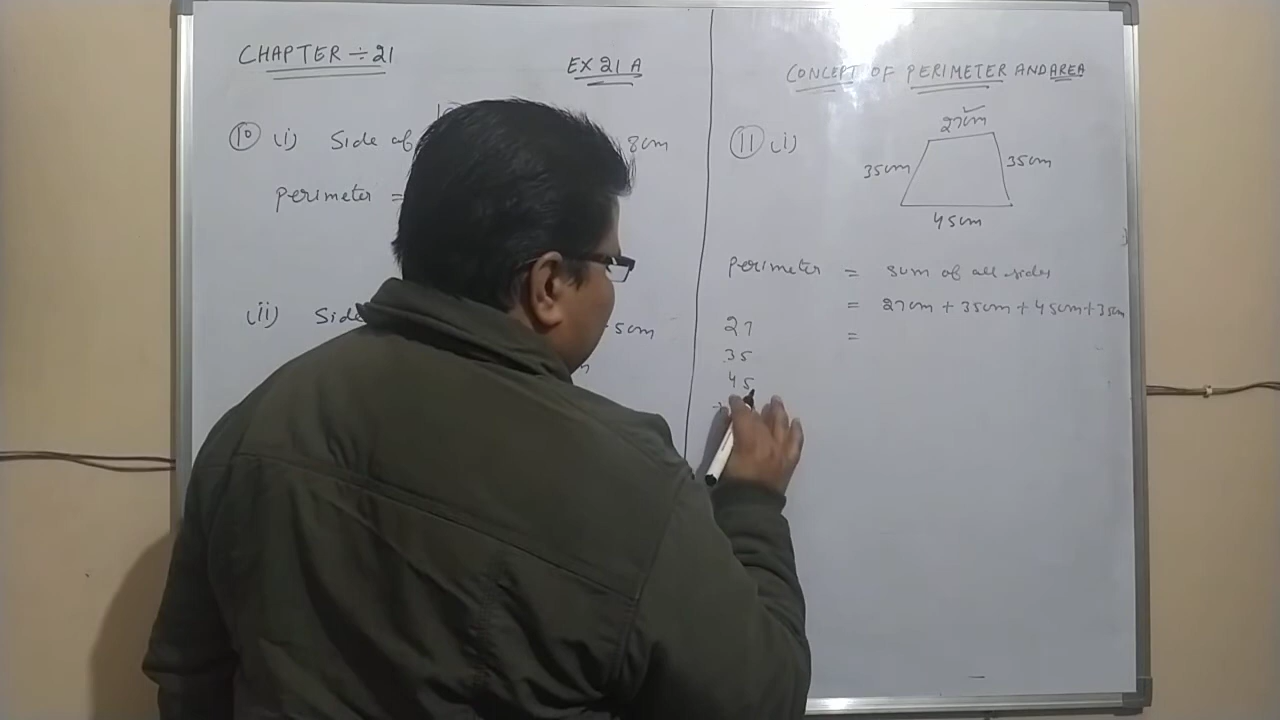 CHAPTER ÷ 21
EX 21 A
10 (i) Side of 8cm
Perimeter =
(ii) Side 5cm
CONCEPT OF PERIMETER AND AREA
11 (i)
27cm
35cm 35cm
45cm
Perimeter = sum of all sides
= 27cm + 35cm + 45cm + 35cm
=
27
35
45
+